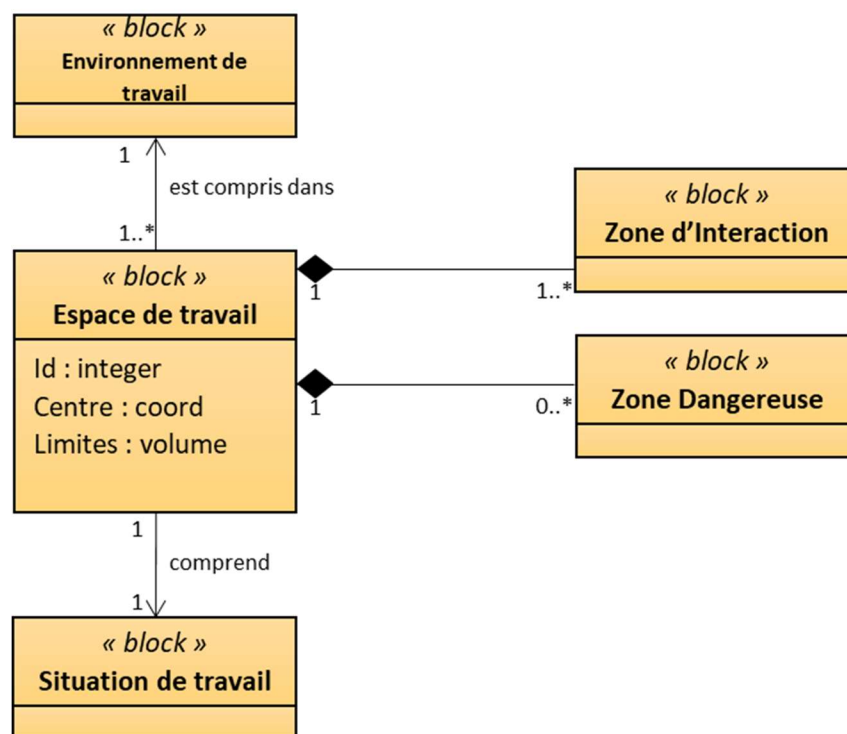 « block »
Environnement de
travail
1
est compris dans
1..*
« block »
Espace de travail
Id : integer
Centre : coord
Limites : volume
1
1..*
« block »
Zone d’Interaction
1
0..*
« block »
Zone Dangereuse
1
comprend
1
« block »
Situation de travail